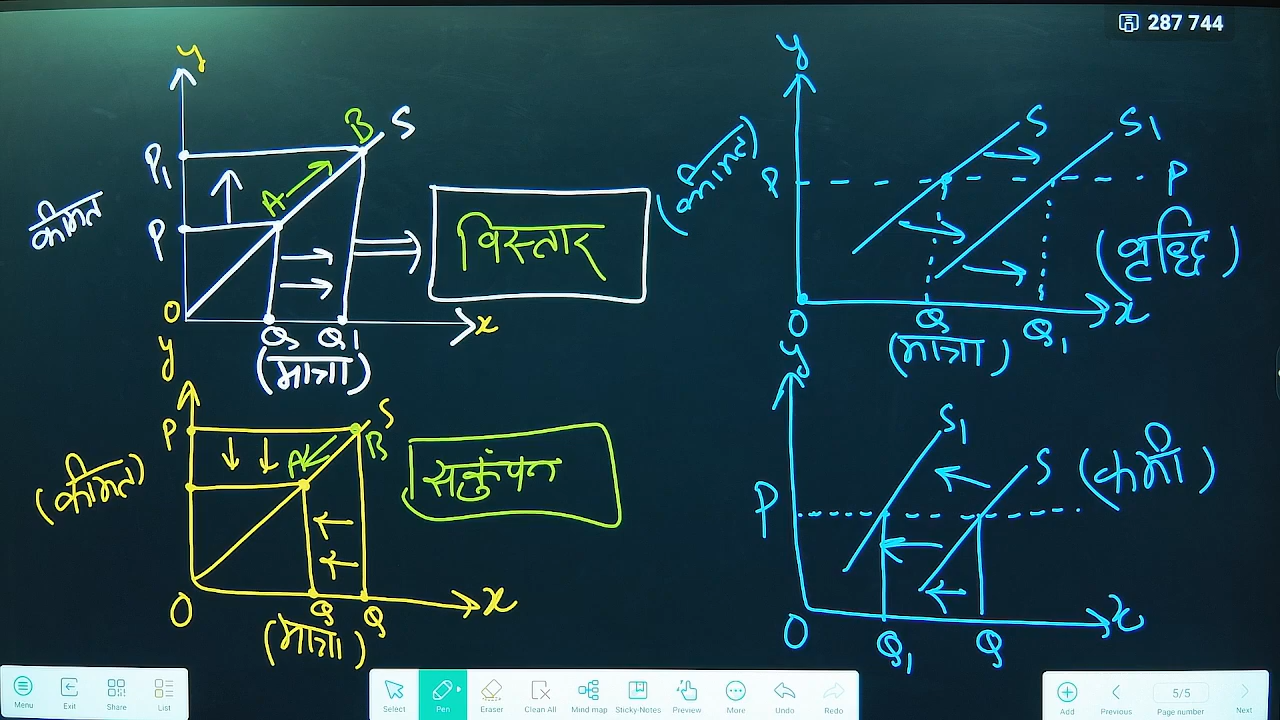 287 744
y
P1
B
S
A
P
कीमत
विस्तार
O
Q
Q1
x
(मात्रा)
y
S
S1
(कीमत)
P
P
(वृद्धि)
O
Q
Q1
x
(मात्रा)
y
P
S
B
A
(कीमत)
सकुंचन
O
Q
Q
x
(मात्रा)
y
S1
S
(कमी)
P
O
Q1
Q
x
Menu
Exit
Share
List
Select
Pen
Eraser
Clean All
Mind map
Sticky-Notes
Preview
More
Undo
Redo
Add
Previous
5/5
Page number
Next